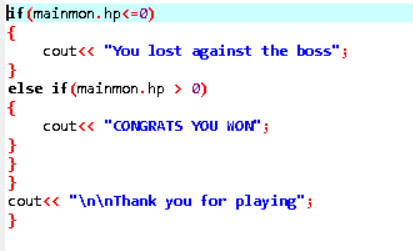 if(mainmon.hp<=0)
{
cout<< "You lost against the boss";
}
else if(mainmon.hp > 0)
{
cout<< "CONGRATS YOU WON";
}
}
}
cout<< "\n\nThank you for playing";
}